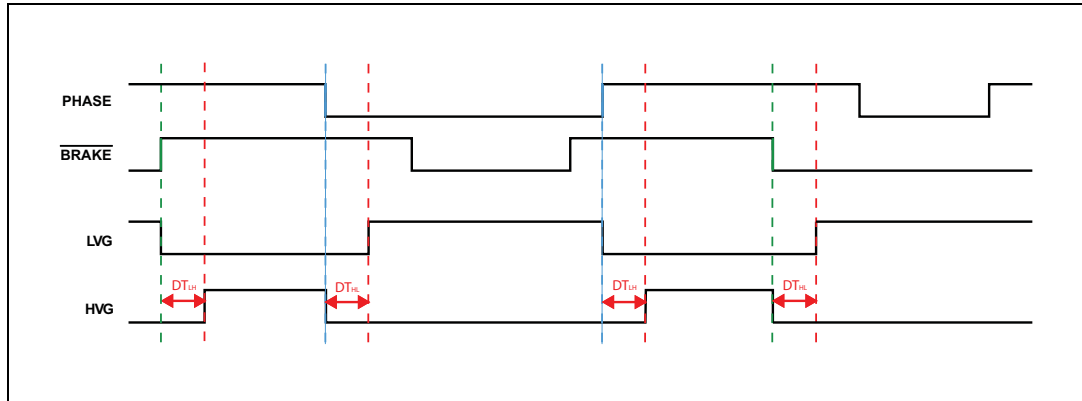 PHASE
BRAKE
LVG
HVG
DTLH
DTHL
DTLH
DTHL